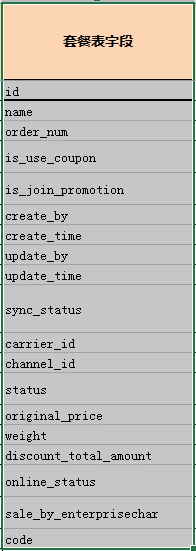 套餐表字段
id
name
order_num
is_use_coupon
is_join_promotion
create_by
create_time
update_by
update_time
sync_status
carrier_id
channel_id
status
original_price
weight
discount_total_amount
online_status
sale_by_enterprisechar
code